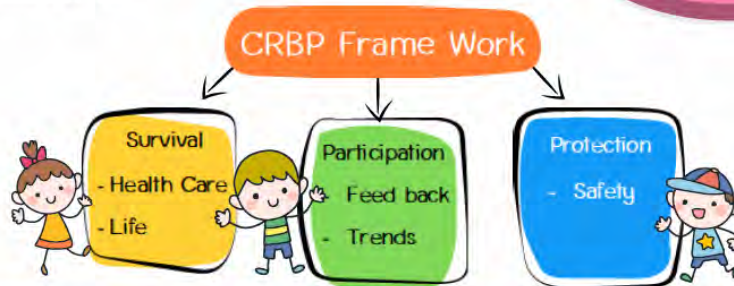 CRBP Frame Work
Survival
- Health Care
- Life
Participation
- Feed back
- Trends
Protection
- Safety